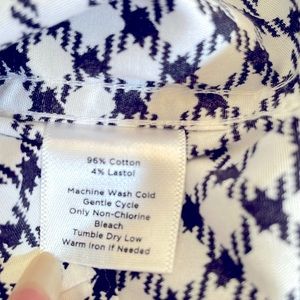 96% Cotton
4% Lastol
Machine Wash Cold
Gentle Cycle
Only Non-Chlorine
Bleach
Tumble Dry Low
Warm Iron If Needed